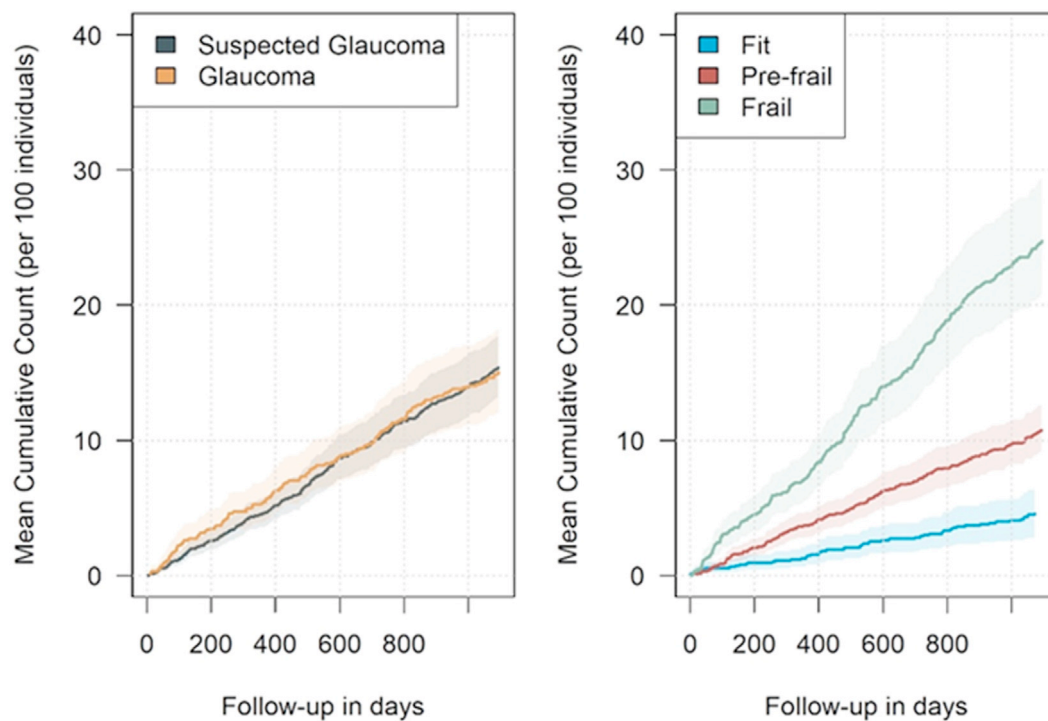 Mean Cumulative Count (per 100 individuals)
40
30
20
10
0
Suspected Glaucoma
Glaucoma
0 200 400 600 800
Follow-up in days
Mean Cumulative Count (per 100 individuals)
40
30
20
10
0
Fit
Pre-frail
Frail
0 200 400 600 800
Follow-up in days